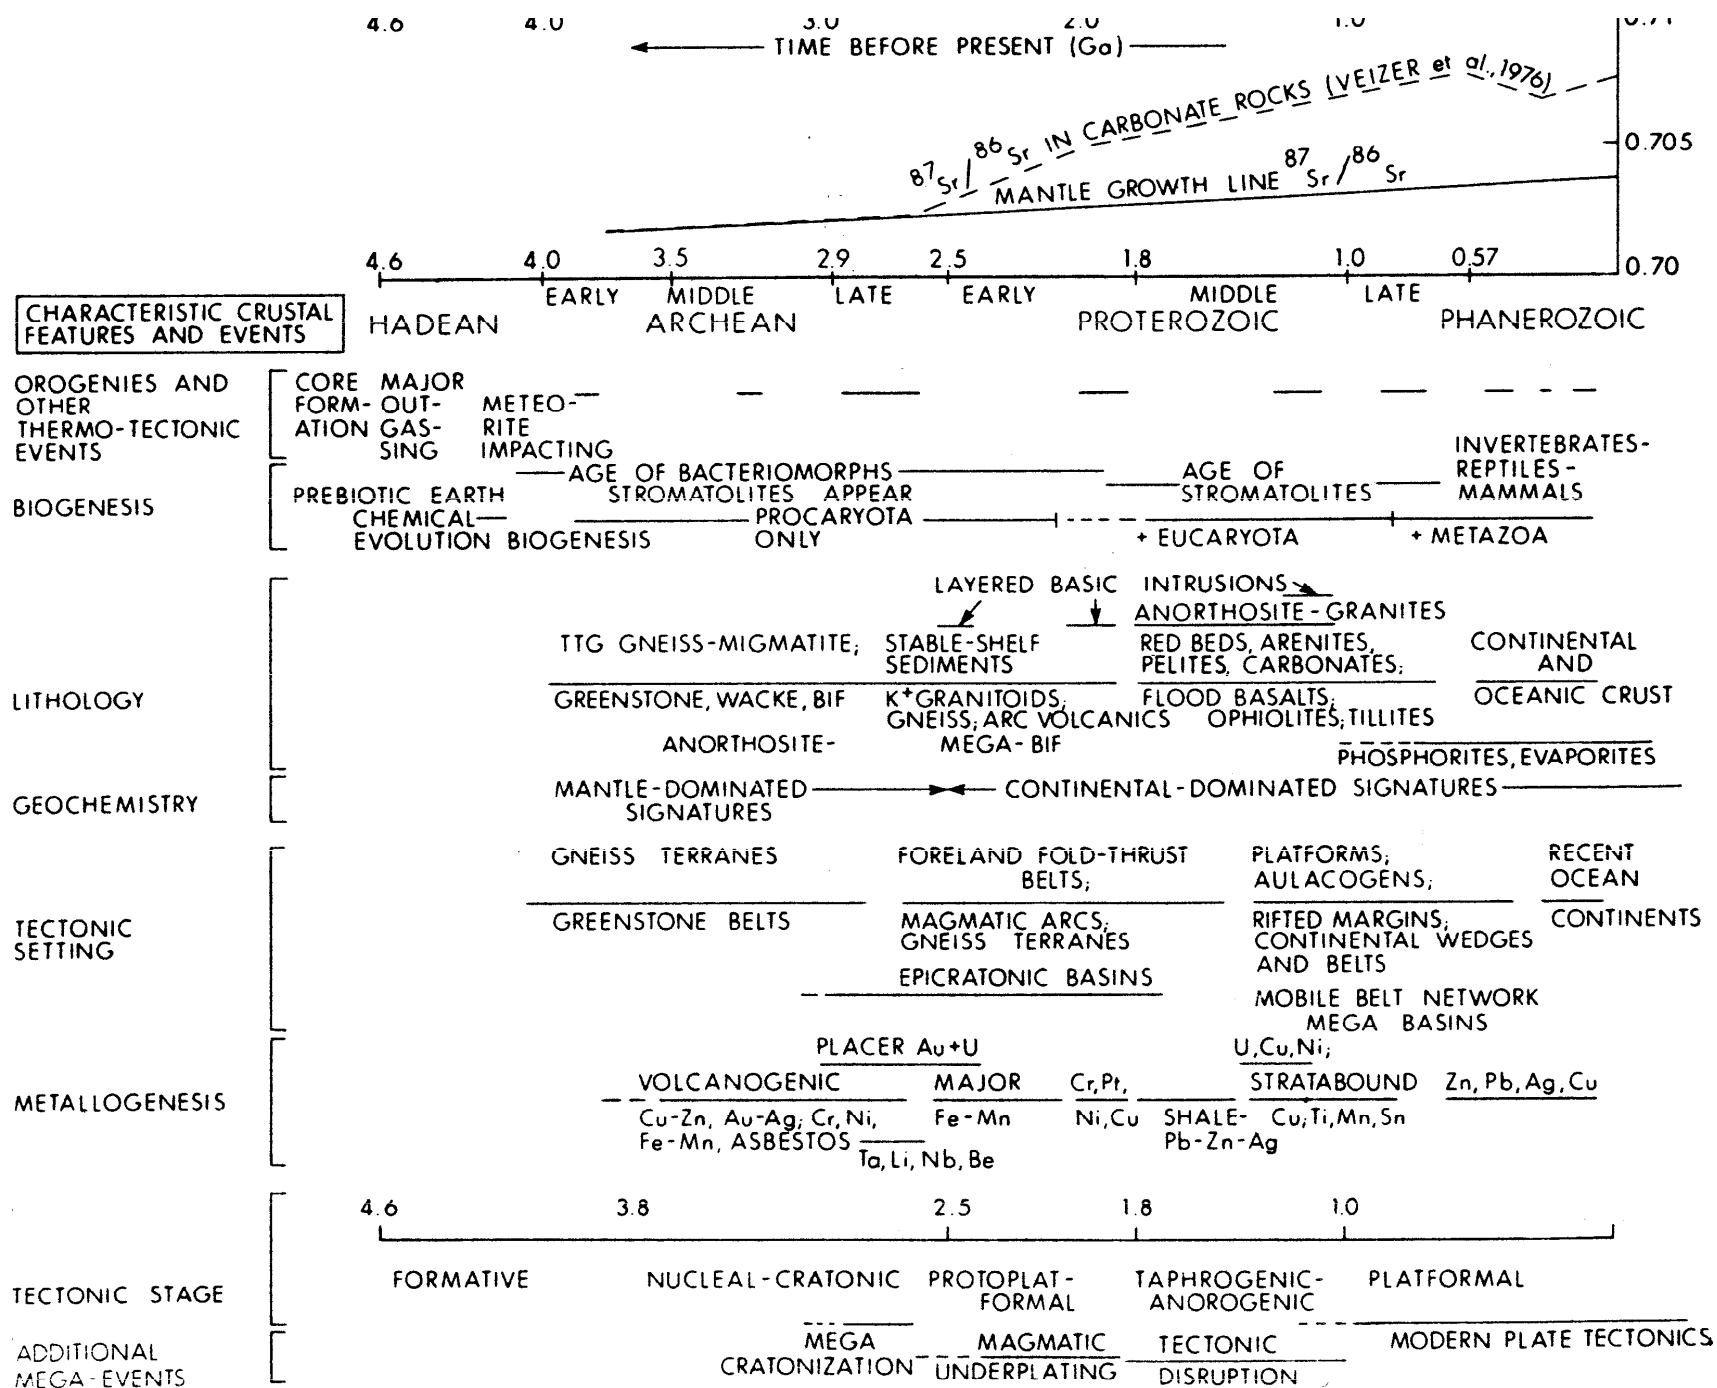 4.6 4.0 3.0 2.0 1.0 0.71
TIME BEFORE PRESENT (Ga)
87Sr/86Sr IN CARBONATE ROCKS (VEIZER et al., 1976)
0.705
MANTLE GROWTH LINE 87Sr/86Sr
4.6 4.0 3.5 2.9 2.5 1.8 1.0 0.57 0.70
EARLY MIDDLE LATE EARLY MIDDLE LATE
HADEAN ARCHEAN PROTEROZOIC PHANEROZOIC
CHARACTERISTIC CRUSTAL
FEATURES AND EVENTS
OROGENIES AND
OTHER
THERMO-TECTONIC
EVENTS
CORE
FORM-
ATION
MAJOR
OUT-
GAS-
SING
METEO-
RITE
IMPACTING
BIOGENESIS
AGE OF BACTERIOMORPHS
STROMATOLITES APPEAR
PREBIOTIC EARTH
CHEMICAL
EVOLUTION BIOGENESIS
PROCARYOTA
ONLY
AGE OF
STROMATOLITES
+ EUCARYOTA
INVERTEBRATES-
REPTILES-
MAMMALS
+ METAZOA
LITHOLOGY
LAYERED BASIC INTRUSIONS
ANORTHOSITE-GRANITES
TTG GNEISS-MIGMATITE;
GREENSTONE, WACKE, BIF
ANORTHOSITE-
STABLE-SHELF
SEDIMENTS
K+GRANITOIDS;
GNEISS; ARC VOLCANICS
MEGA-BIF
RED BEDS, ARENITES,
PELITES, CARBONATES;
FLOOD BASALTS;
OPHIOLITES; TILLITES
CONTINENTAL
AND
OCEANIC CRUST
PHOSPHORITES, EVAPORITES
GEOCHEMISTRY
MANTLE-DOMINATED
SIGNATURES
CONTINENTAL-DOMINATED SIGNATURES
TECTONIC
SETTING
GNEISS TERRANES
GREENSTONE BELTS
FORELAND FOLD-THRUST
BELTS;
MAGMATIC ARCS;
GNEISS TERRANES
EPICRATONIC BASINS
PLATFORMS;
AULACOGENS;
RIFTED MARGINS;
CONTINENTAL WEDGES
AND BELTS
MOBILE BELT NETWORK
MEGA BASINS
RECENT
OCEAN
CONTINENTS
METALLOGENESIS
PLACER Au+U
VOLCANOGENIC
Cu-Zn, Au-Ag; Cr, Ni,
Fe-Mn, ASBESTOS
Ta, Li, Nb, Be
MAJOR
Fe-Mn
Cr, Pt,
Ni, Cu
SHALE-
Pb-Zn-Ag
U, Cu, Ni;
STRATABOUND
Cu; Ti, Mn, Sn
Zn, Pb, Ag, Cu
4.6 3.8 2.5 1.8 1.0
TECTONIC STAGE
FORMATIVE
NUCLEAL-CRATONIC
PROTOPLAT-
FORMAL
TAPHROGENIC-
ANOROGENIC
PLATFORMAL
ADDITIONAL
MEGA-EVENTS
MEGA
CRATONIZATION
MAGMATIC
UNDERPLATING
TECTONIC
DISRUPTION
MODERN PLATE TECTONICS